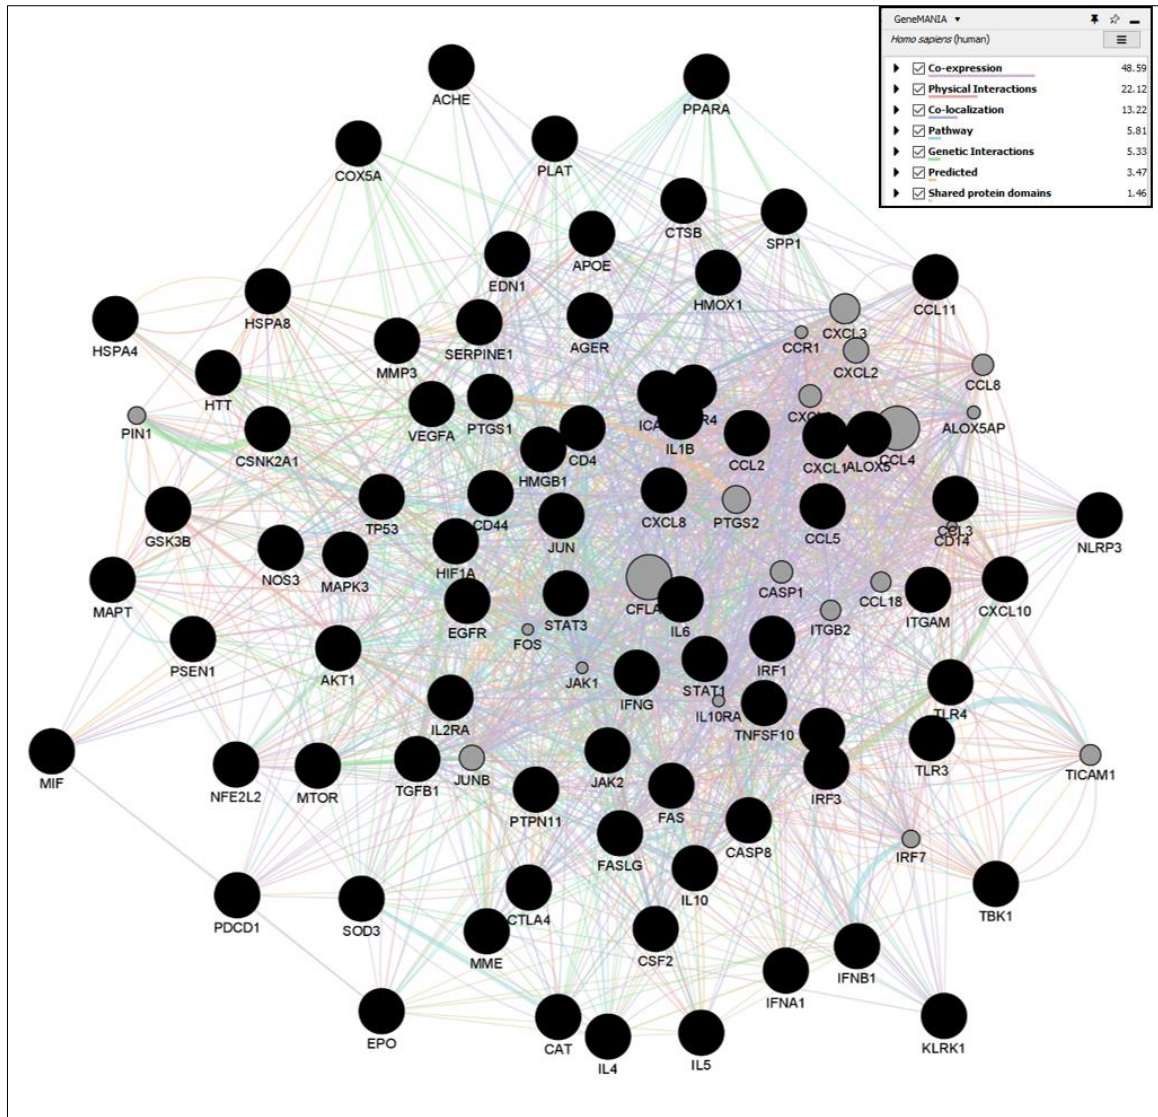 GeneMANIA
Homo sapiens (human)
Co-expression 48.59
Physical Interactions 22.12
Co-localization 13.22
Pathway 5.81
Genetic Interactions 5.33
Predicted 3.47
Shared protein domains 1.46
ACHE
PPARA
COX5A
PLAT
CTSB
SPP1
APOE
EDN1
HMOX1
CCL11
HSPA8
HSPA4
CXCL3
CCR1
SERPINE1
AGER
MMP3
CXCL2
CCL8
HTT
PIN1
VEGFA
PTGS1
IL1B
ALOX5AP
CSNK2A1
CD4
CCL2
CXCL1
ALOX5
CCL4
HMGB1
TP53
CD44
CXCL8
PTGS2
CCL5
CCL3
CD14
GSK3B
JUN
NLRP3
HIF1A
NOS3
MAPK3
MAPT
CASP1
CCL18
CXCL10
EGFR
STAT3
CFLA
IL6
ITGB2
ITGAM
PSEN1
FOS
IRF1
AKT1
JAK1
IFNG
STAT1
IL10RA
TLR4
IL2RA
TNFSF10
TLR3
MIF
NFE2L2
MTOR
TGFB1
JUNB
JAK2
IRF3
TICAM1
PTPN11
FAS
FASLG
CASP8
IRF7
IL10
PDCD1
SOD3
CTLA4
TBK1
MME
CSF2
IFNB1
IFNA1
EPO
CAT
IL4
IL5
KLRK1